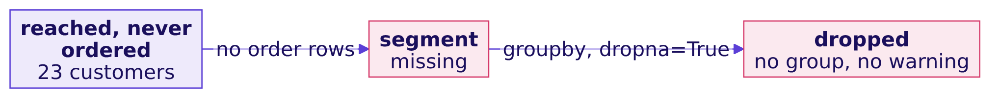 reached, never
ordered
23 customers
no order rows
segment
missing
groupby, dropna=True
dropped
no group, no warning